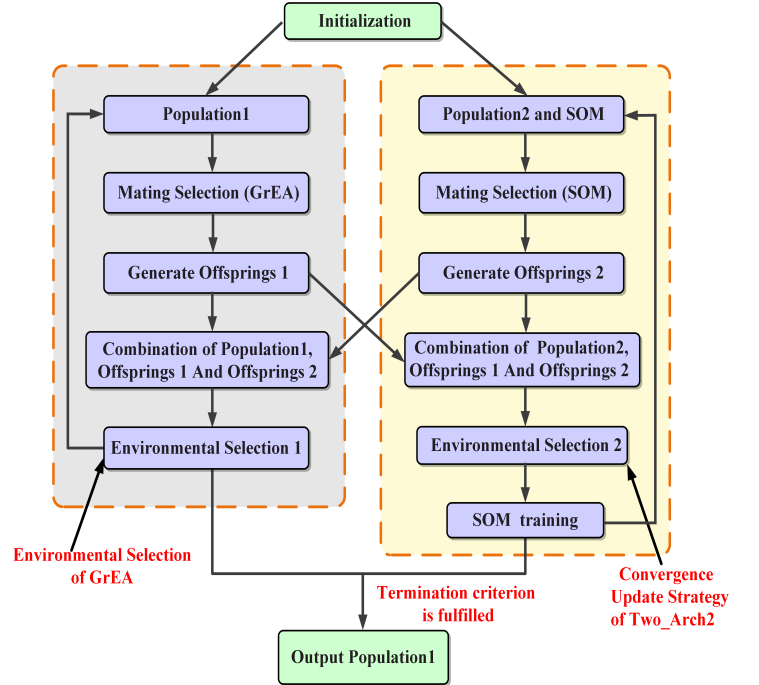 Initialization
Population1
Mating Selection (GrEA)
Generate Offsprings 1
Combination of Population1,
Offsprings 1 And Offsprings 2
Environmental Selection 1
Environmental Selection
of GrEA
Population2 and SOM
Mating Selection (SOM)
Generate Offsprings 2
Combination of Population2,
Offsprings 1 And Offsprings 2
Environmental Selection 2
SOM training
Convergence
Update Strategy
of Two_Arch2
Termination criterion
is fulfilled
Output Population1